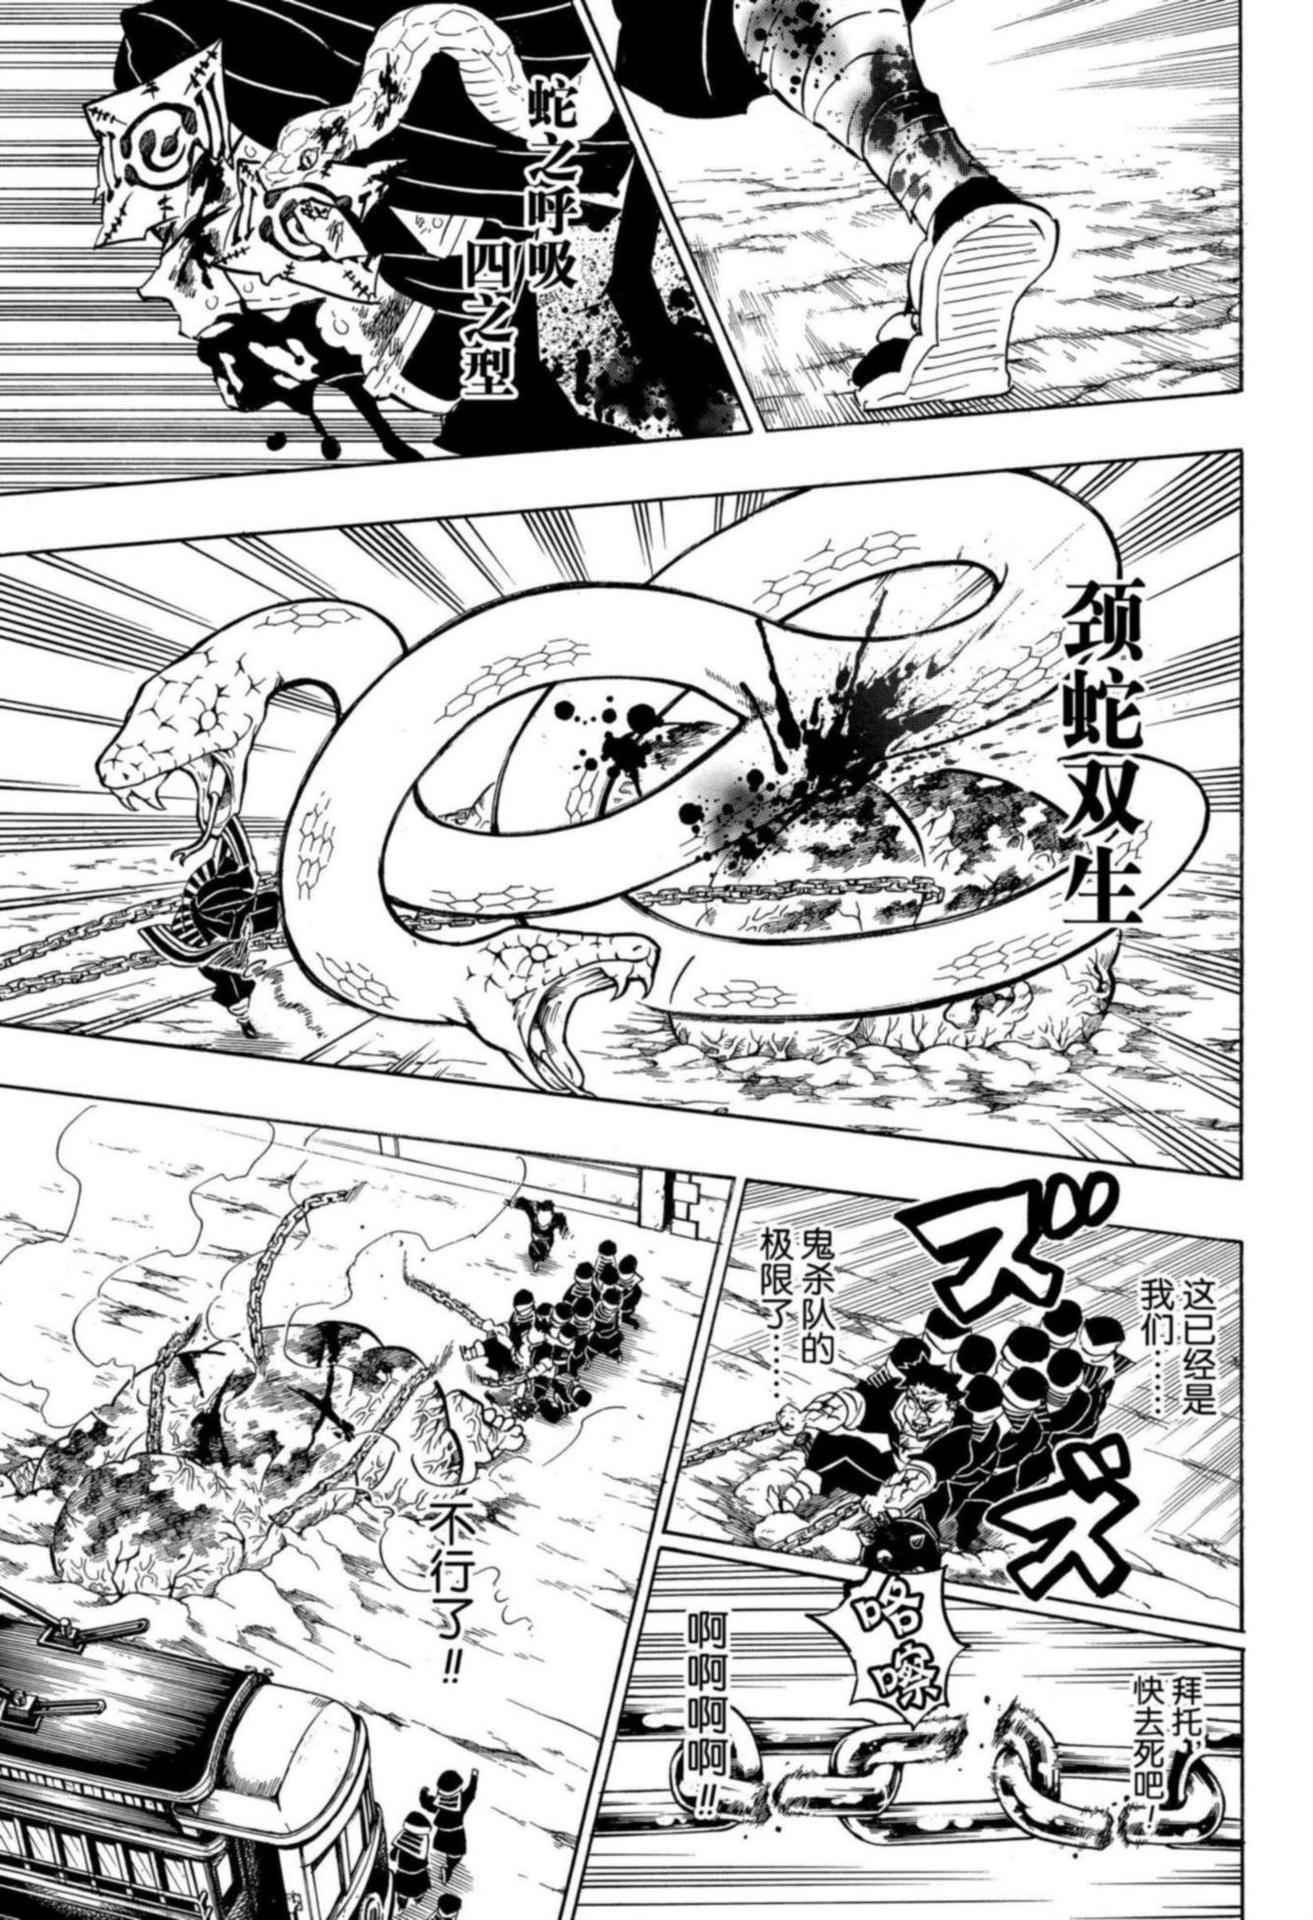 蛇之呼吸
四之型
颈蛇双生
ズズ
这已经是
我们……
鬼杀队的
极限了……
拜托，
快去死吧！
咯嚓
啊啊啊啊!!
不行了!!